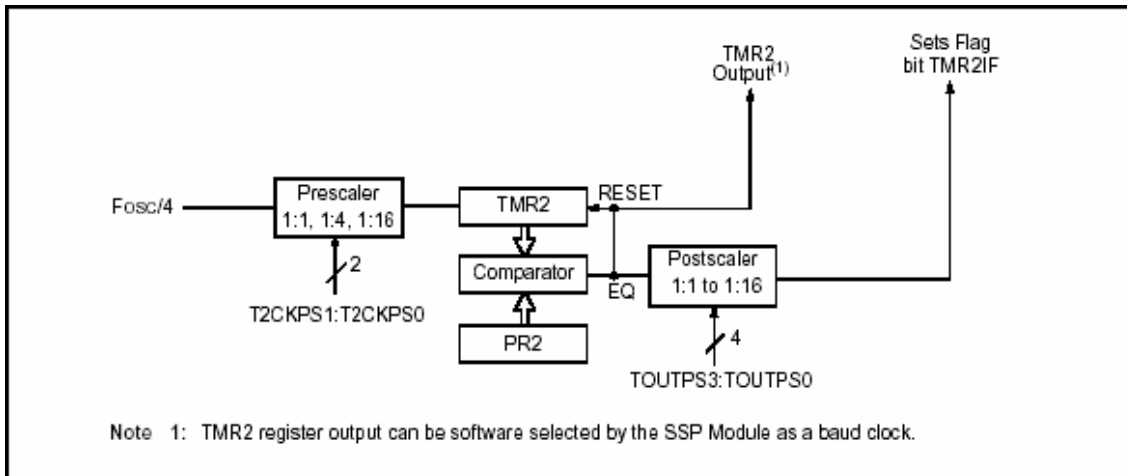 Sets Flag
bit TMR2IF
TMR2
Output(1)
RESET
Fosc/4
Prescaler
1:1, 1:4, 1:16
TMR2
Postscaler
1:1 to 1:16
2
Comparator
EQ
T2CKPS1:T2CKPS0
PR2
4
TOUTPS3:TOUTPS0
Note 1: TMR2 register output can be software selected by the SSP Module as a baud clock.